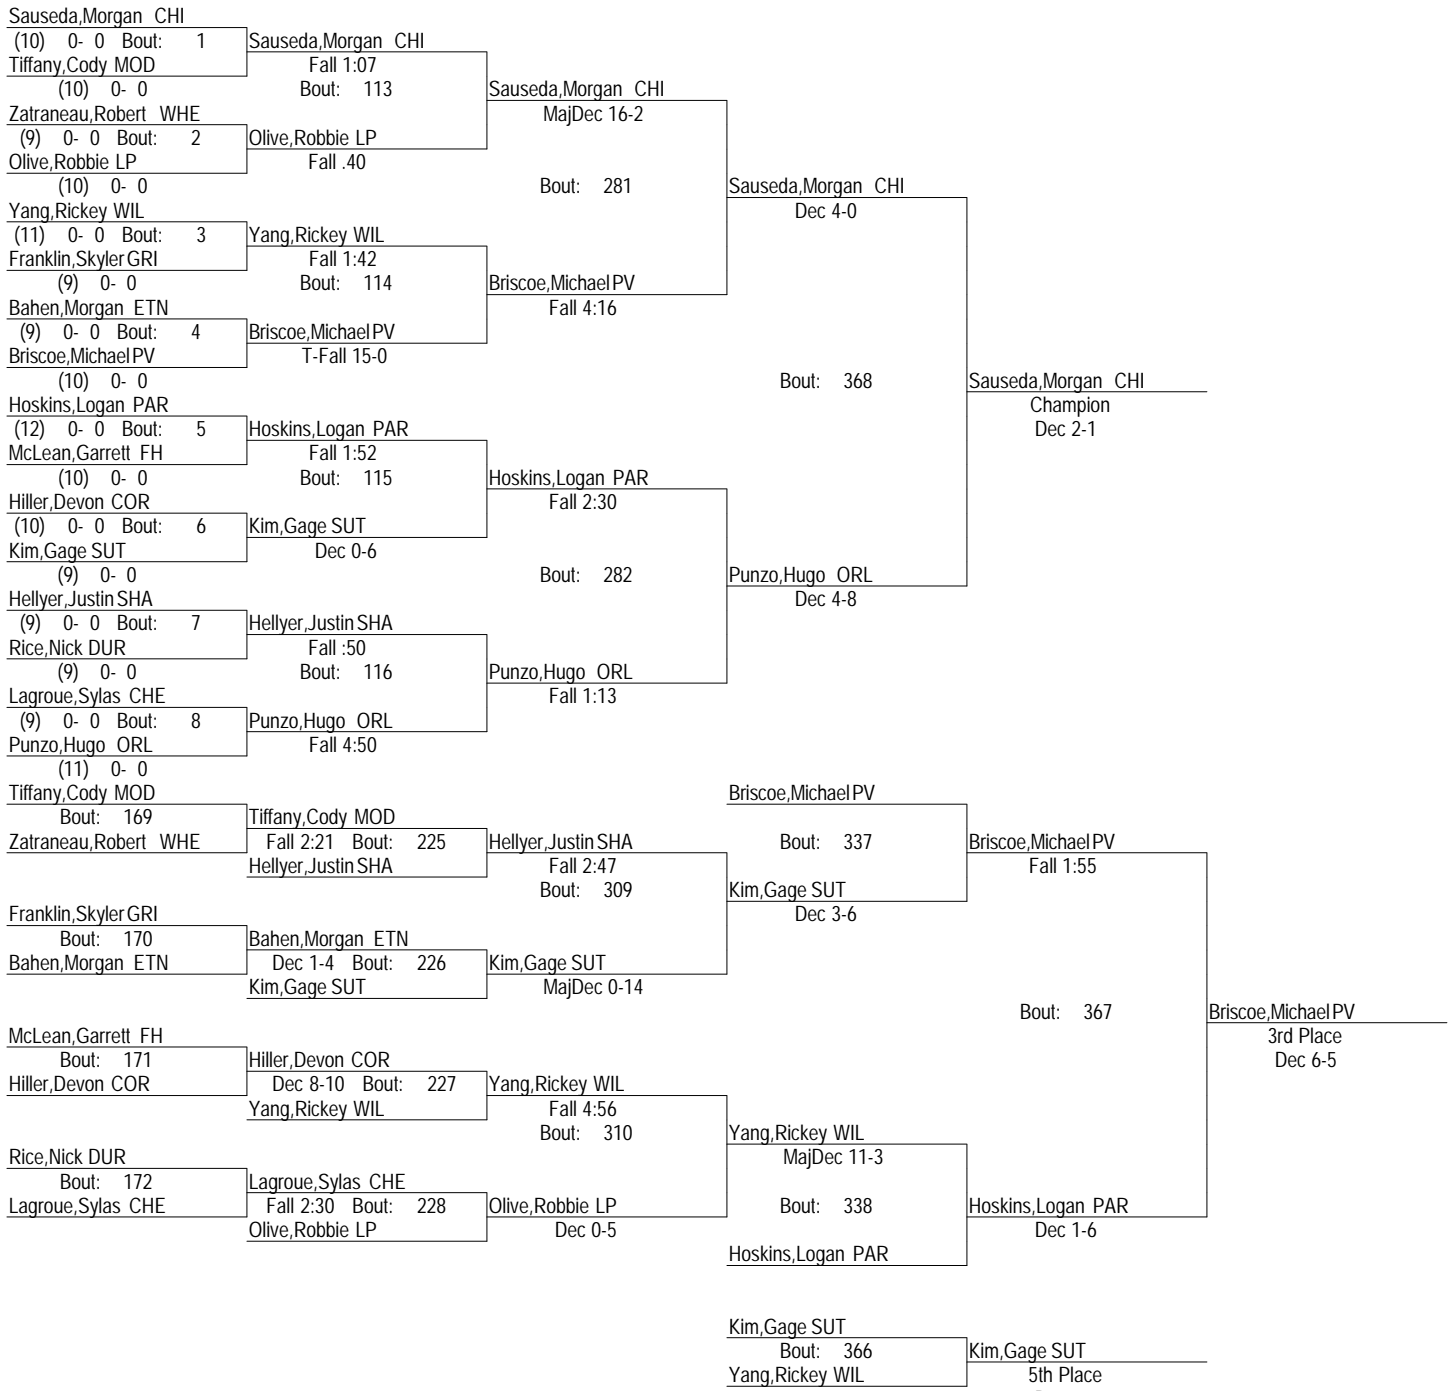 Sauseda,Morgan CHI
(10) 0- 0 Bout: 1 Sauseda,Morgan CHI
Tiffany,Cody MOD Fall 1:07
(10) 0- 0 Bout: 113 Sauseda,Morgan CHI
Zatraneau,Robert WHE MajDec 16-2
(9) 0- 0 Bout: 2 Olive,Robbie LP
Olive,Robbie LP Fall .40
(10) 0- 0 Bout: 281 Sauseda,Morgan CHI
Yang,Rickey WIL Dec 4-0
(11) 0- 0 Bout: 3 Yang,Rickey WIL
Franklin,Skyler GRI Fall 1:42
(9) 0- 0 Bout: 114 Briscoe,Michael PV
Bahen,Morgan ETN Fall 4:16
(9) 0- 0 Bout: 4 Briscoe,Michael PV
Briscoe,Michael PV T-Fall 15-0
(10) 0- 0 Bout: 368 Sauseda,Morgan CHI
Hoskins,Logan PAR Champion
(12) 0- 0 Bout: 5 Hoskins,Logan PAR Dec 2-1
McLean,Garrett FH Fall 1:52
(10) 0- 0 Bout: 115 Hoskins,Logan PAR
Hiller,Devon COR Fall 2:30
(10) 0- 0 Bout: 6 Kim,Gage SUT
Kim,Gage SUT Dec 0-6
(9) 0- 0 Bout: 282 Punzo,Hugo ORL
Hellyer,Justin SHA Dec 4-8
(9) 0- 0 Bout: 7 Hellyer,Justin SHA
Rice,Nick DUR Fall :50
(9) 0- 0 Bout: 116 Punzo,Hugo ORL
Lagroue,Sylas CHE Fall 1:13
(9) 0- 0 Bout: 8 Punzo,Hugo ORL
Punzo,Hugo ORL Fall 4:50
(11) 0- 0
Tiffany,Cody MOD Briscoe,Michael PV
Bout: 169 Tiffany,Cody MOD
Zatraneau,Robert WHE Fall 2:21 Bout: 225 Hellyer,Justin SHA Bout: 337 Briscoe,Michael PV
Hellyer,Justin SHA Fall 2:47 Fall 1:55
Bout: 309 Kim,Gage SUT
Franklin,Skyler GRI Dec 3-6
Bout: 170 Bahen,Morgan ETN
Bahen,Morgan ETN Dec 1-4 Bout: 226 Kim,Gage SUT
Kim,Gage SUT MajDec 0-14
Bout: 367 Briscoe,Michael PV
McLean,Garrett FH 3rd Place
Bout: 171 Hiller,Devon COR Dec 6-5
Hiller,Devon COR Dec 8-10 Bout: 227 Yang,Rickey WIL
Yang,Rickey WIL Fall 4:56
Bout: 310 Yang,Rickey WIL
Rice,Nick DUR MajDec 11-3
Bout: 172 Lagroue,Sylas CHE
Lagroue,Sylas CHE Fall 2:30 Bout: 228 Olive,Robbie LP Bout: 338 Hoskins,Logan PAR
Olive,Robbie LP Dec 0-5 Dec 1-6
Hoskins,Logan PAR
Kim,Gage SUT
Bout: 366 Kim,Gage SUT
Yang,Rickey WIL 5th Place